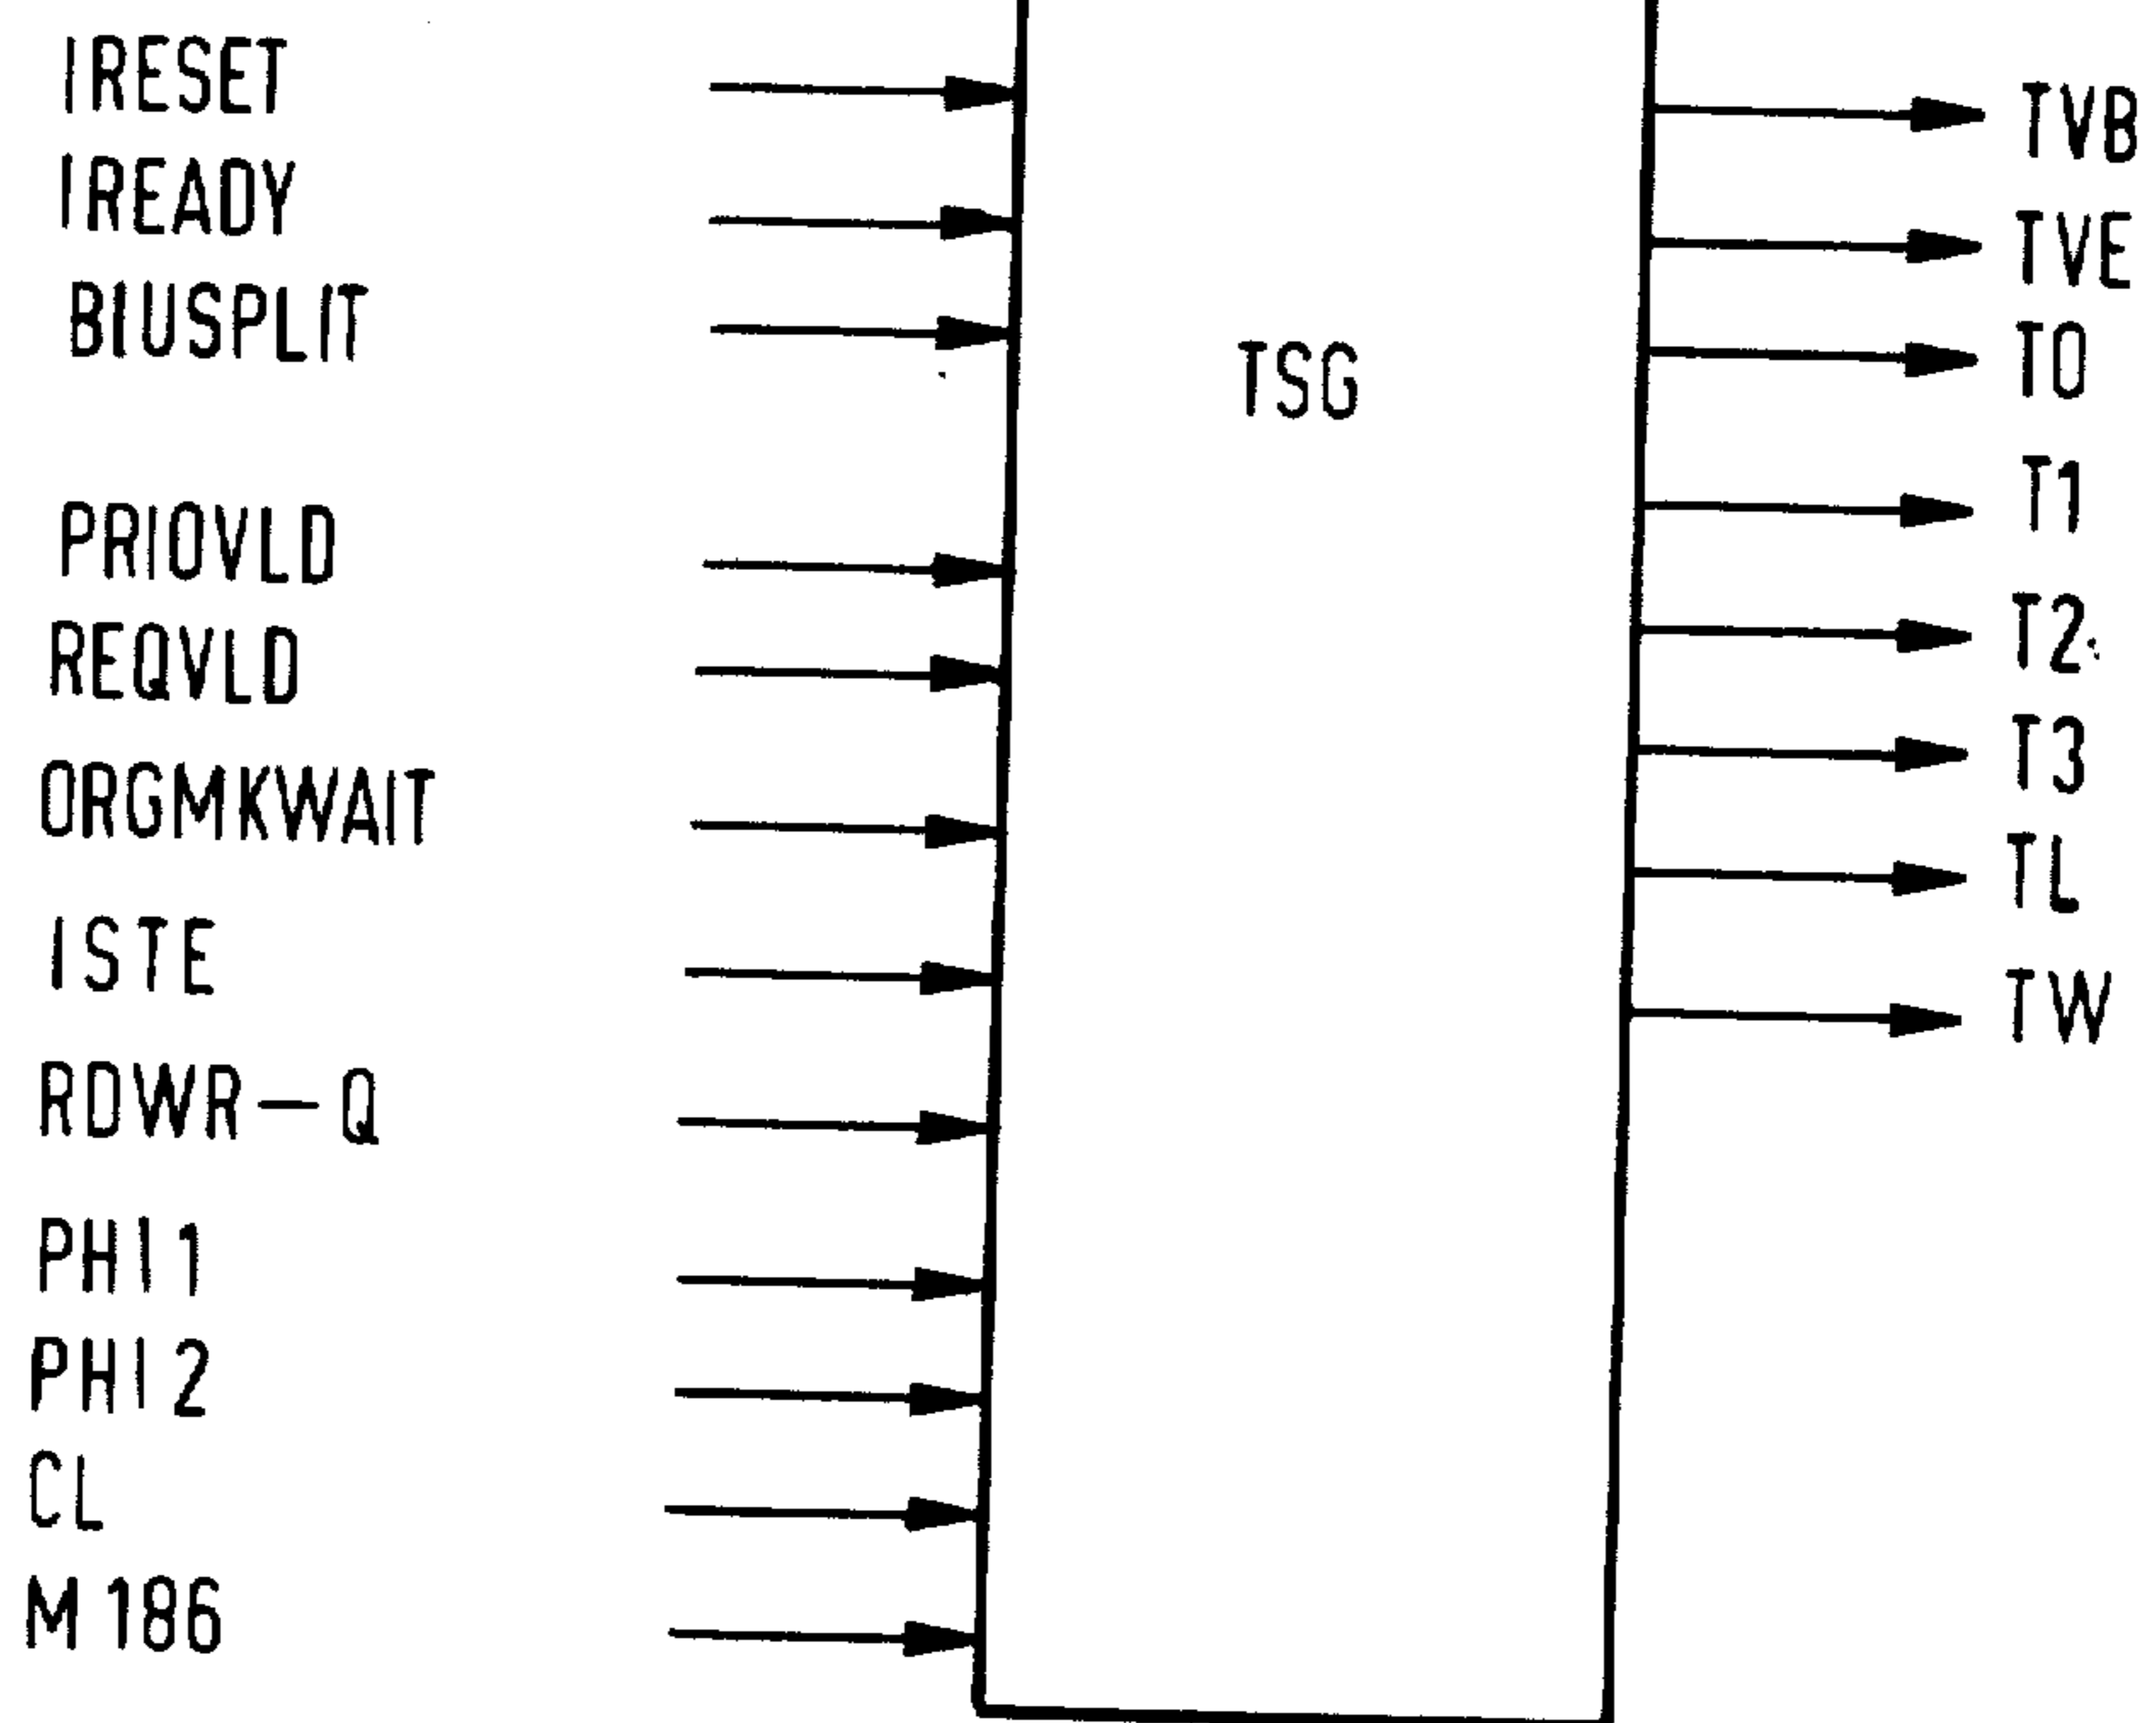 IRESET
IREADY
BIUSPLIT
PRIOVLD
REQVLD
ORGMKWAIT
ISTE
RDWR-Q
PHI1
PHI2
CL
M186
TSG
TVB
TVE
T0
T1
T2
T3
TL
TW